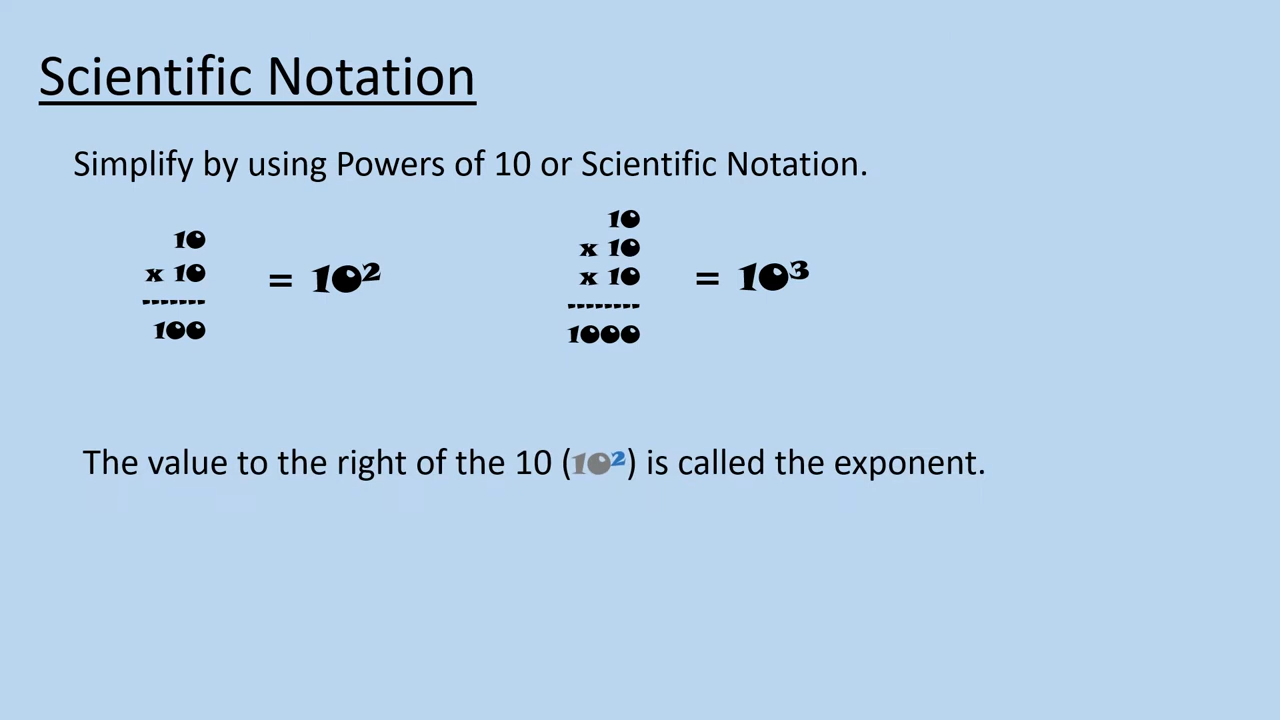 Scientific Notation
Simplify by using Powers of 10 or Scientific Notation.
10
x 10
-------
100
= 10²
10
x 10
x 10
--------
1000
= 10³
The value to the right of the 10 (10²) is called the exponent.